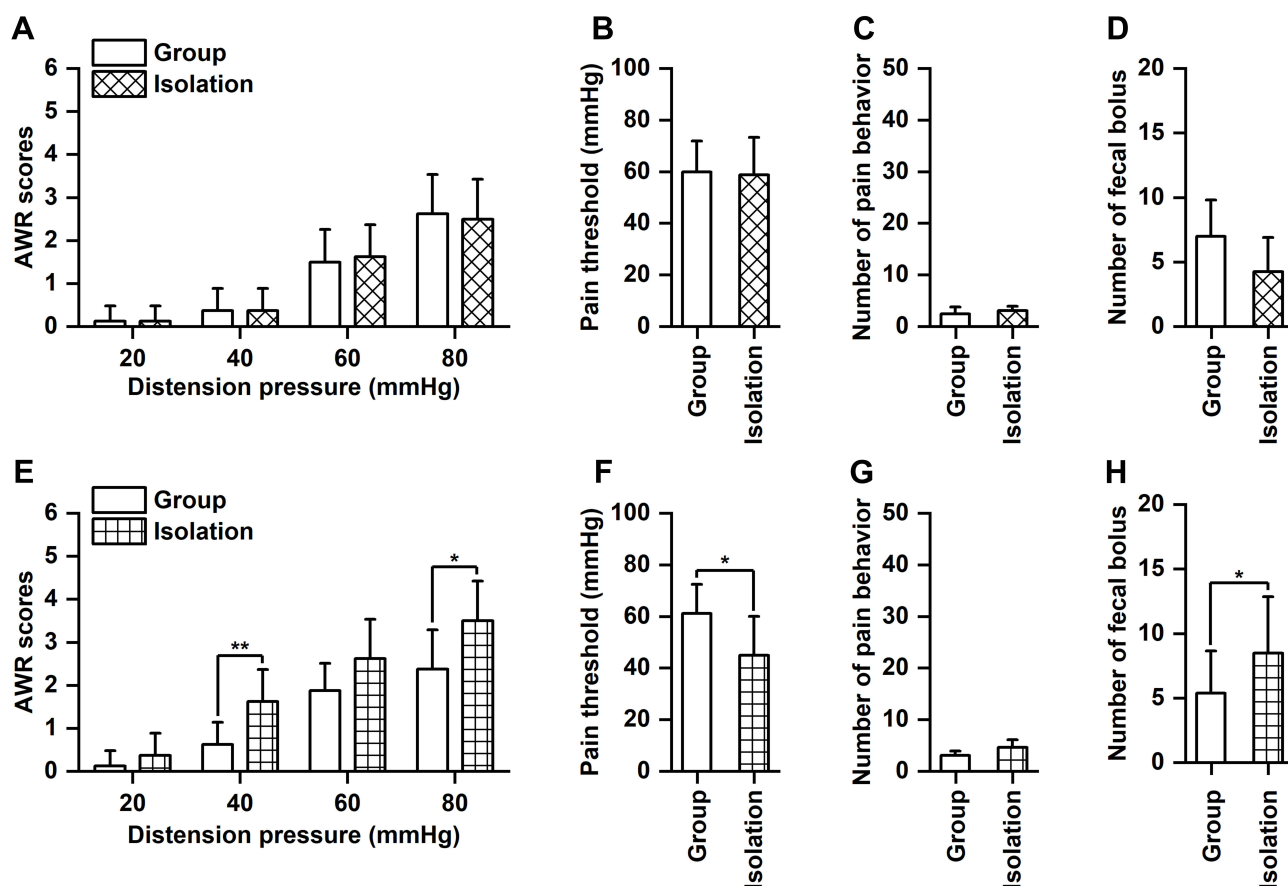 A
Group
Isolation
6
5
4
3
2
1
0
AWR scores
20 40 60 80
Distension pressure (mmHg)
B
100
80
60
40
20
0
Pain threshold (mmHg)
Group
Isolation
C
50
40
30
20
10
0
Number of pain behavior
Group
Isolation
D
20
15
10
5
0
Number of fecal bolus
Group
Isolation
E
Group
Isolation
6
5
4
3
2
1
0
AWR scores
**
*
20 40 60 80
Distension pressure (mmHg)
F
100
80
60
40
20
0
Pain threshold (mmHg)
*
Group
Isolation
G
50
40
30
20
10
0
Number of pain behavior
Group
Isolation
H
20
15
10
5
0
Number of fecal bolus
*
Group
Isolation